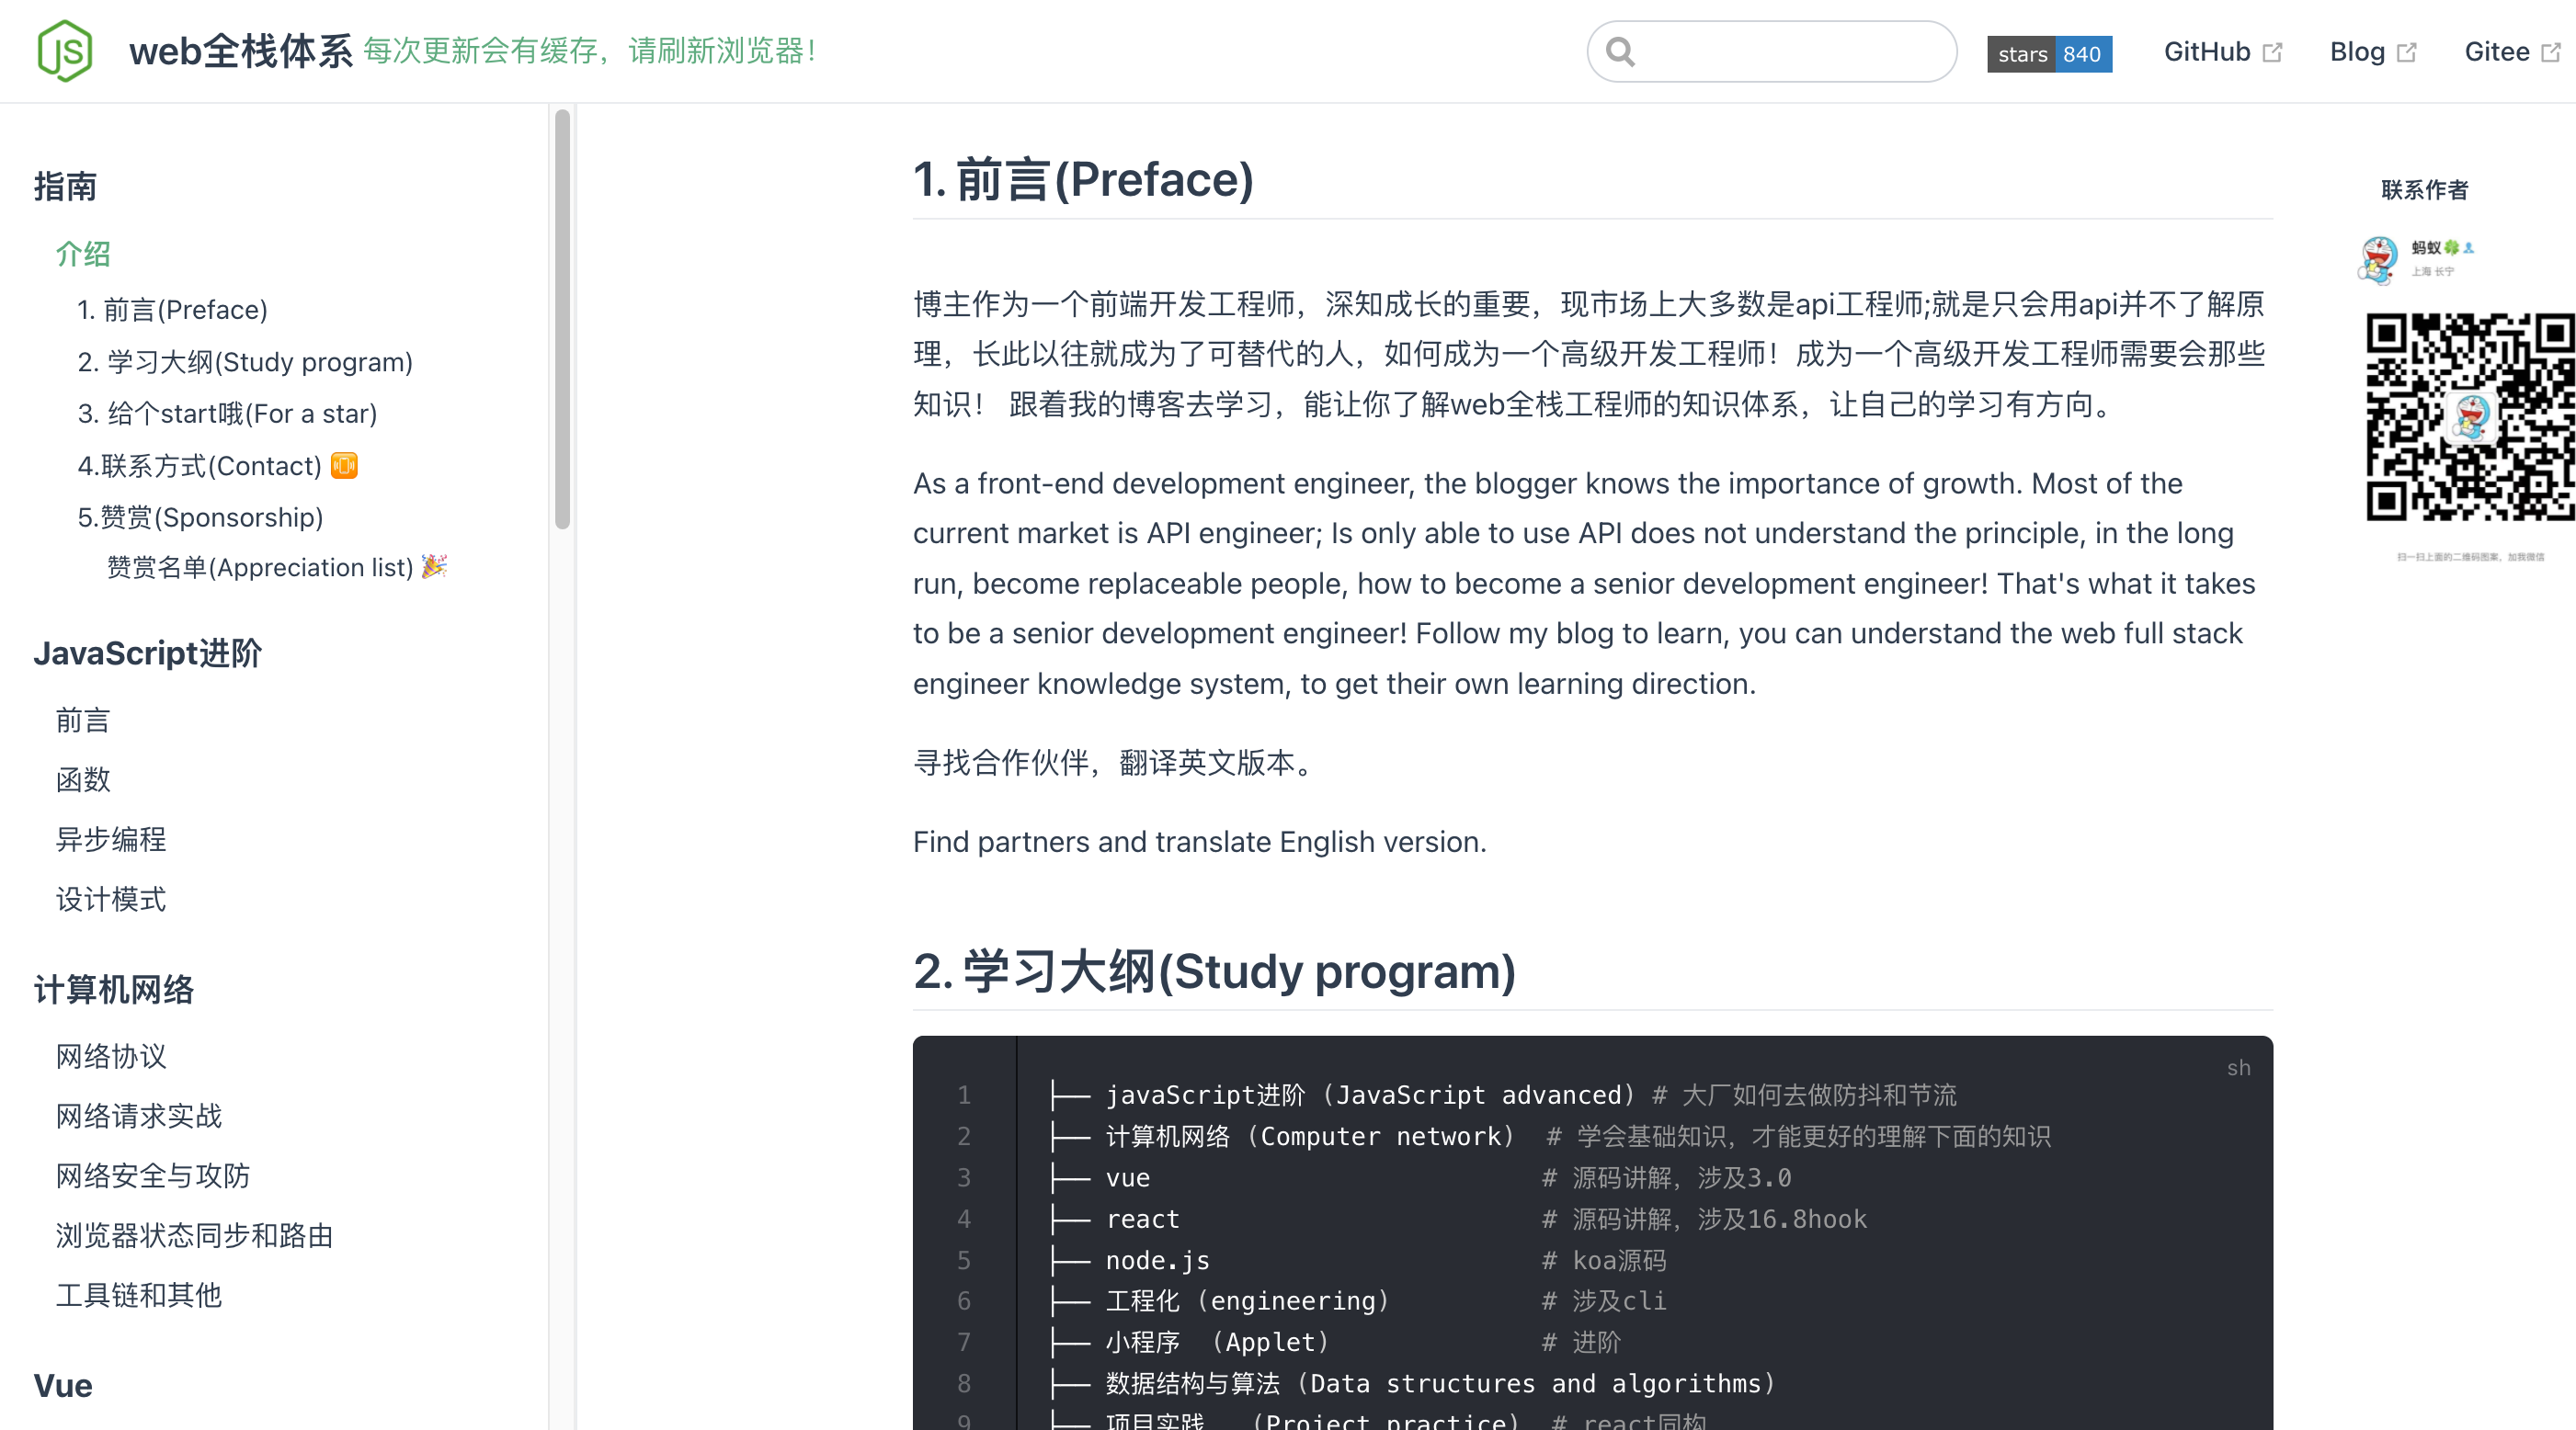 JS
web全栈体系 每次更新会有缓存，请刷新浏览器！
stars 840
GitHub
Blog
Gitee
指南
介绍
1. 前言(Preface)
2. 学习大纲(Study program)
3. 给个start哦(For a star)
4.联系方式(Contact) 📳
5.赞赏(Sponsorship)
赞赏名单(Appreciation list) 🎉
JavaScript进阶
前言
函数
异步编程
设计模式
计算机网络
网络协议
网络请求实战
网络安全与攻防
浏览器状态同步和路由
工具链和其他
Vue
1. 前言(Preface)
博主作为一个前端开发工程师，深知成长的重要，现市场上大多数是api工程师;就是只会用api并不了解原
理，长此以往就成为了可替代的人，如何成为一个高级开发工程师！成为一个高级开发工程师需要会那些
知识！ 跟着我的博客去学习，能让你了解web全栈工程师的知识体系，让自己的学习有方向。
As a front-end development engineer, the blogger knows the importance of growth. Most of the
current market is API engineer; Is only able to use API does not understand the principle, in the long
run, become replaceable people, how to become a senior development engineer! That's what it takes
to be a senior development engineer! Follow my blog to learn, you can understand the web full stack
engineer knowledge system, to get their own learning direction.
寻找合作伙伴，翻译英文版本。
Find partners and translate English version.
2. 学习大纲(Study program)
sh
1 ├── javaScript进阶 (JavaScript advanced) # 大厂如何去做防抖和节流
2 ├── 计算机网络 (Computer network) # 学会基础知识，才能更好的理解下面的知识
3 ├── vue # 源码讲解，涉及3.0
4 ├── react # 源码讲解，涉及16.8hook
5 ├── node.js # koa源码
6 ├── 工程化 (engineering) # 涉及cli
7 ├── 小程序 (Applet) # 进阶
8 ├── 数据结构与算法 (Data structures and algorithms)
9 ├── 项目实践 (Project practice) # react同构
联系作者
蚂蚁🍀
上海 长宁
扫一扫上面的二维码图案，加我微信